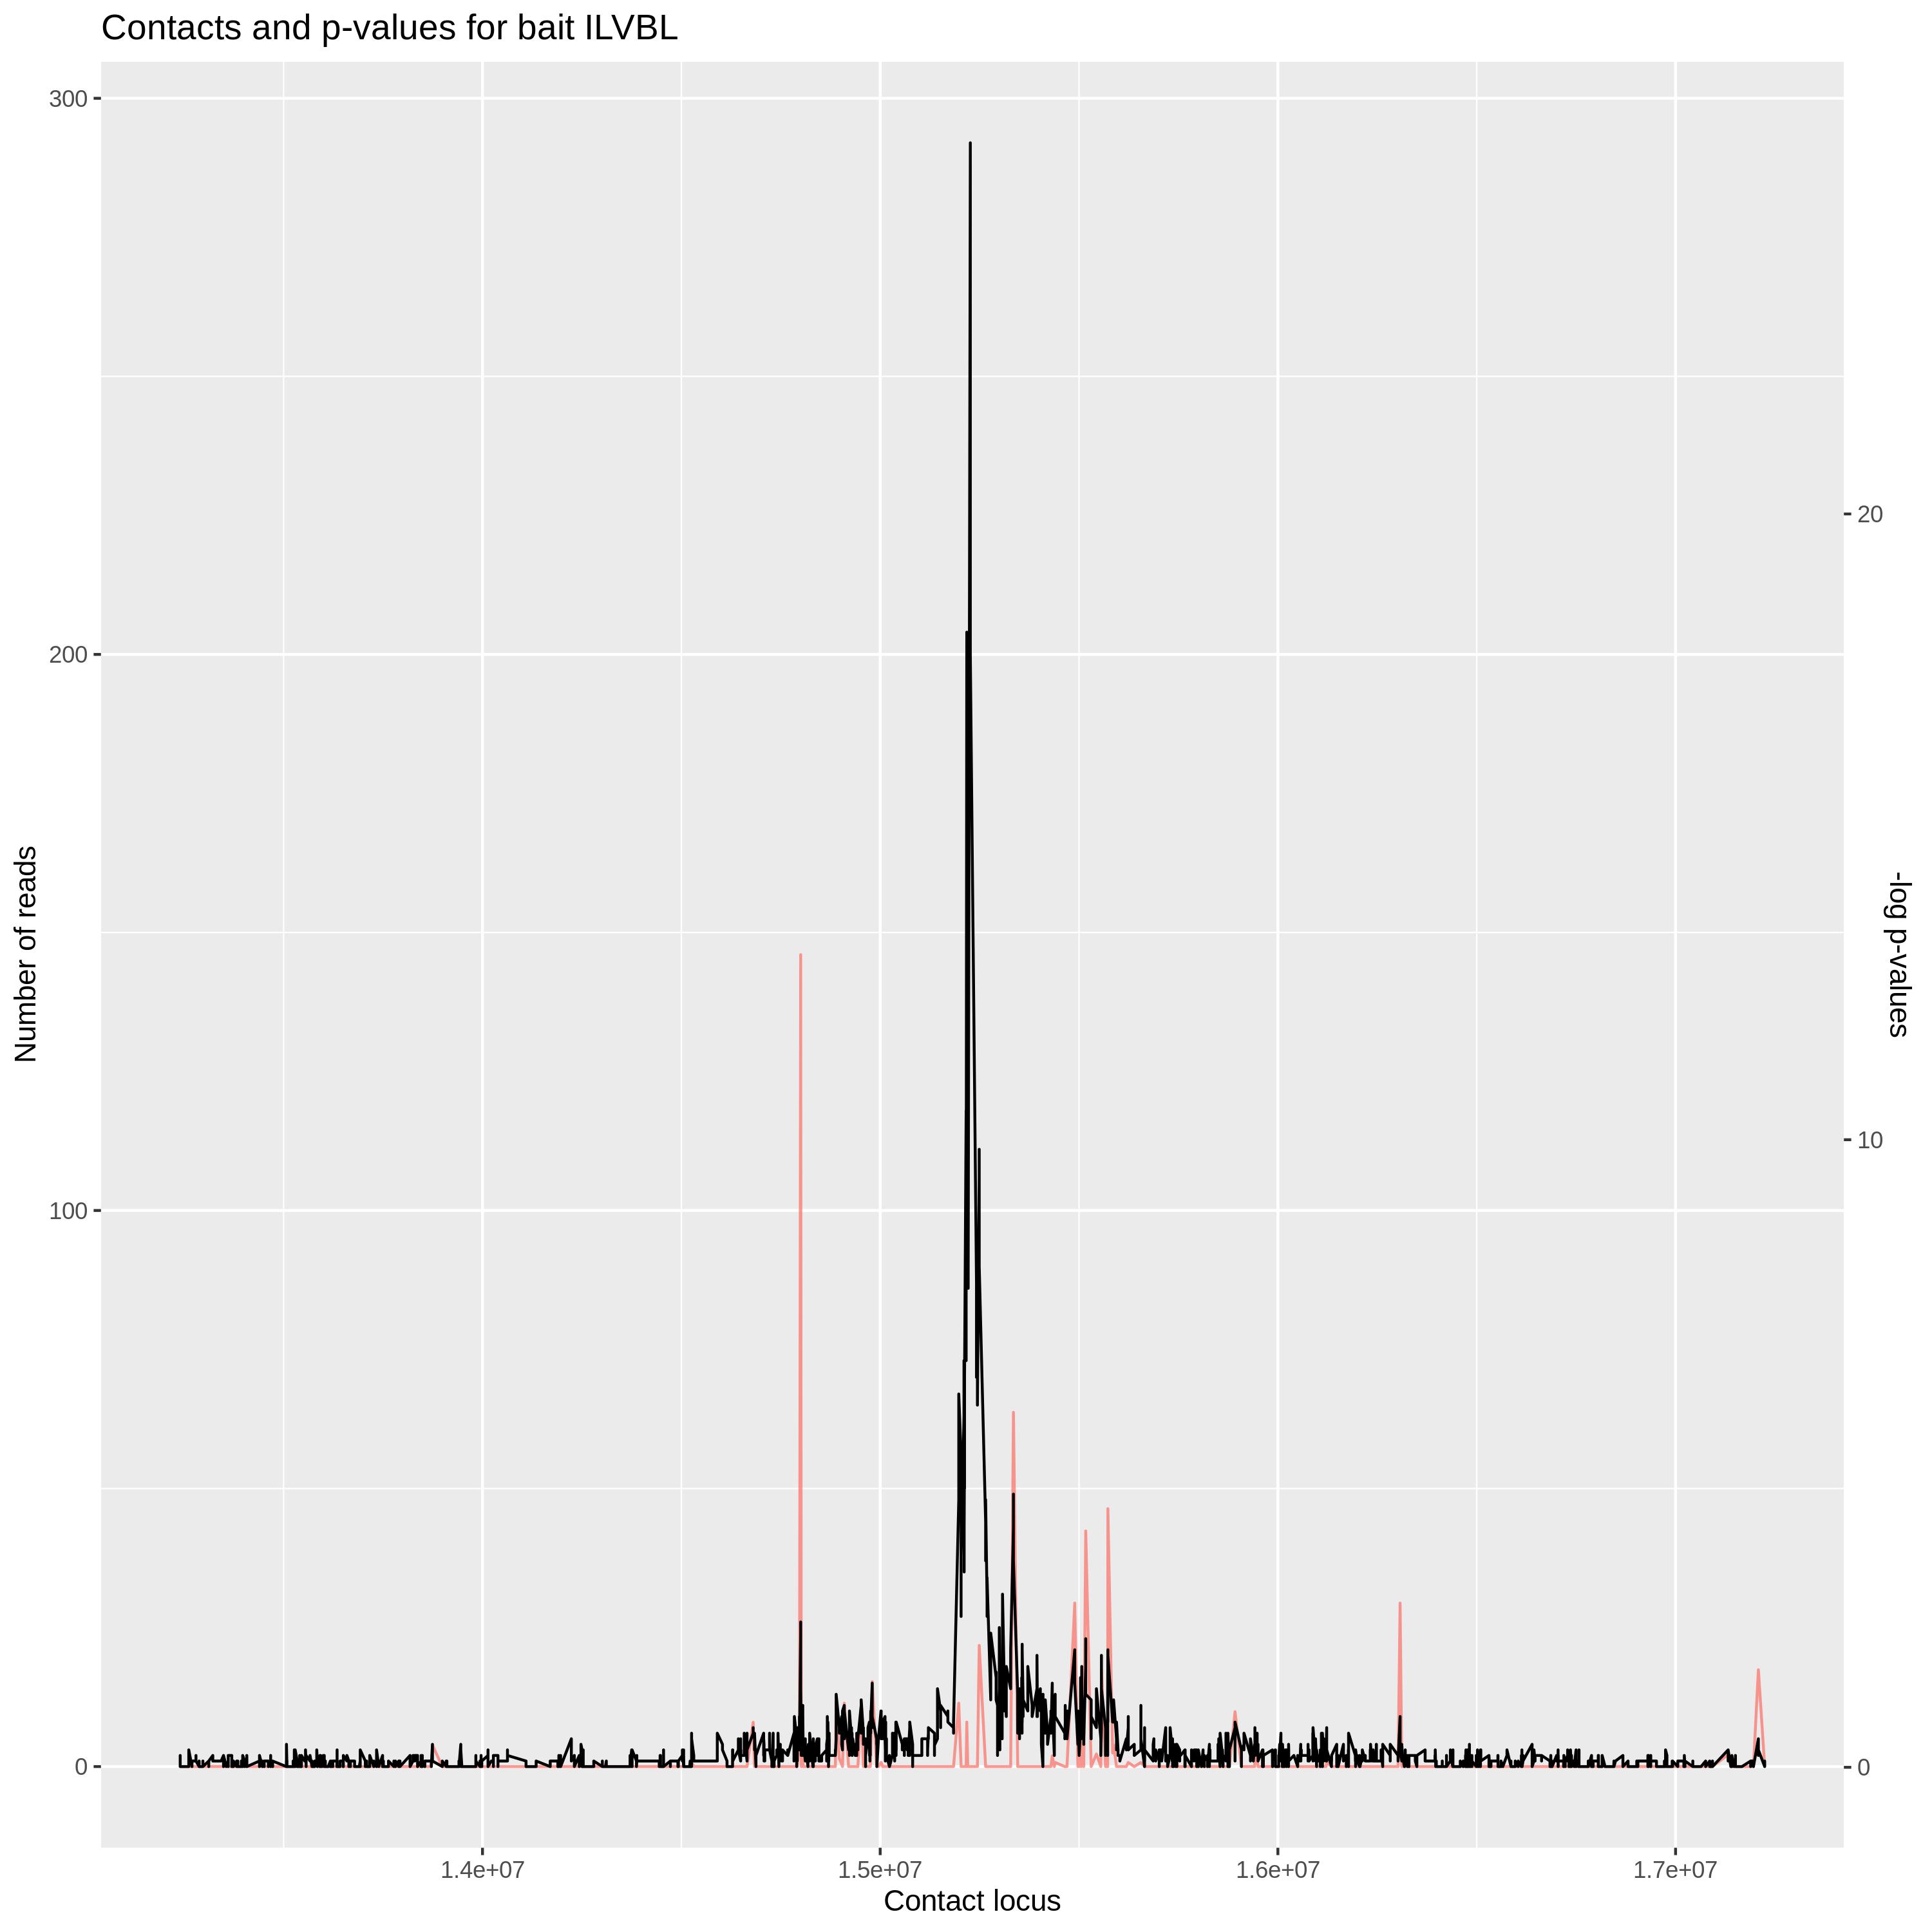 Contacts and p-values for bait ILVBL
300
200
100
0
Number of reads
20
10
0
-log p-values
1.4e+07
1.5e+07
1.6e+07
1.7e+07
Contact locus